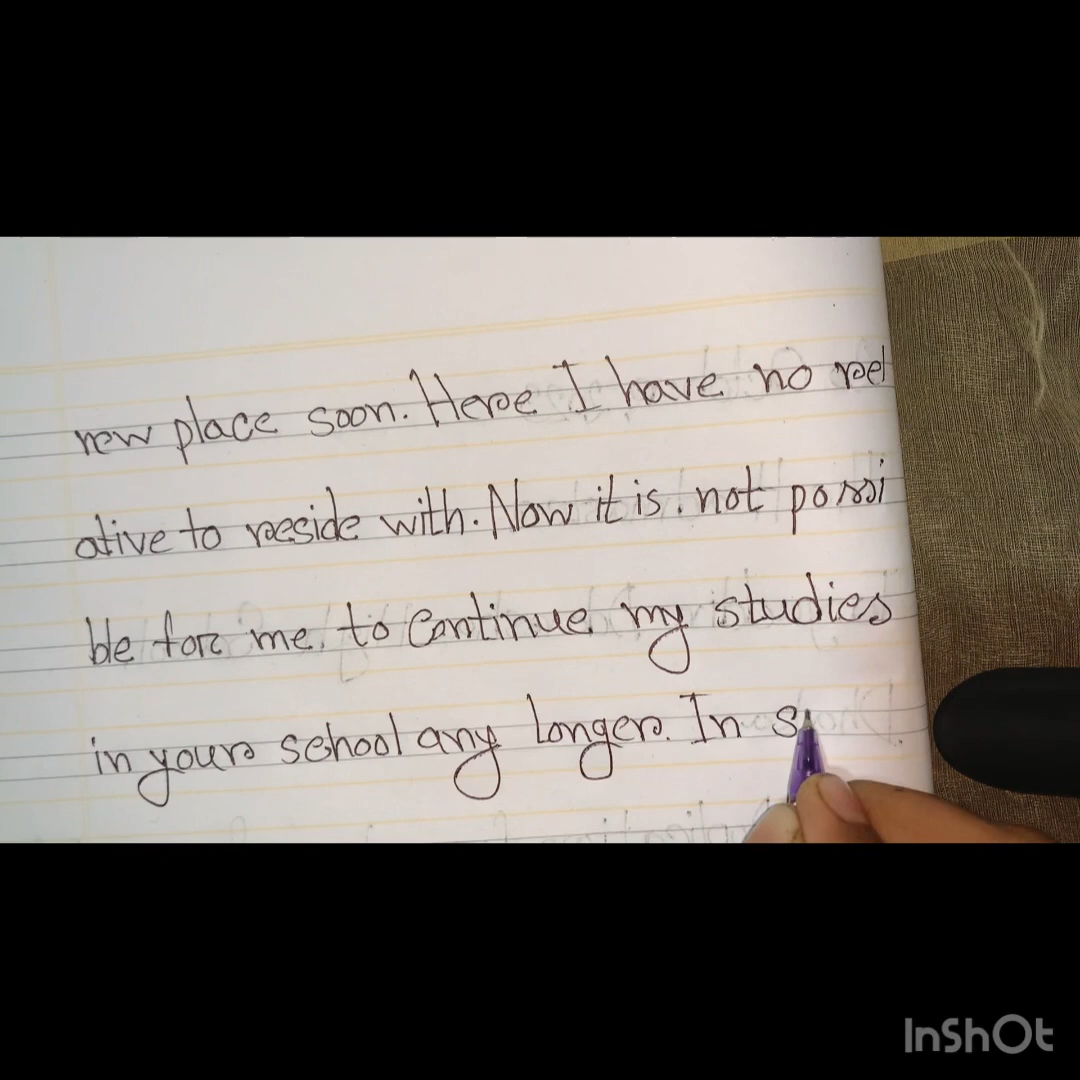 new place soon. Here I have no rel
ative to reside with. Now it is not possi
ble for me to continue my studies
in your school any longer. In s
InShOt